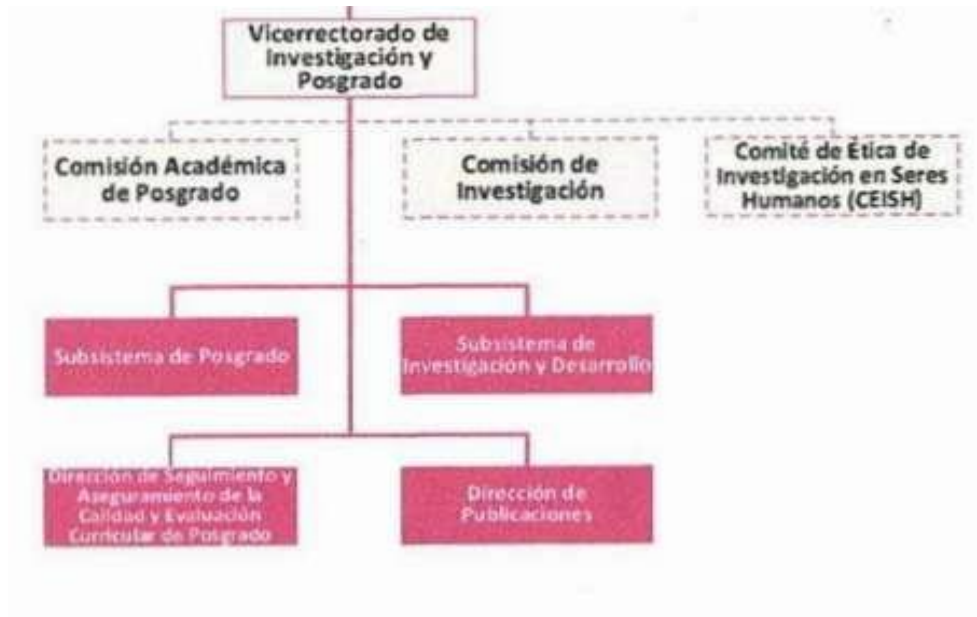 Vicerrectorado de
Investigación y
Posgrado
Comisión Académica
de Posgrado
Comisión de
Investigación
Comité de Ética de
Investigación en Seres
Humanos (CEISH)
Subsistema de Posgrado
Subsistema de
Investigación y Desarrollo
Dirección de Seguimiento y
Aseguramiento de la
Calidad y Evaluación
Curricular de Posgrado
Dirección de
Publicaciones